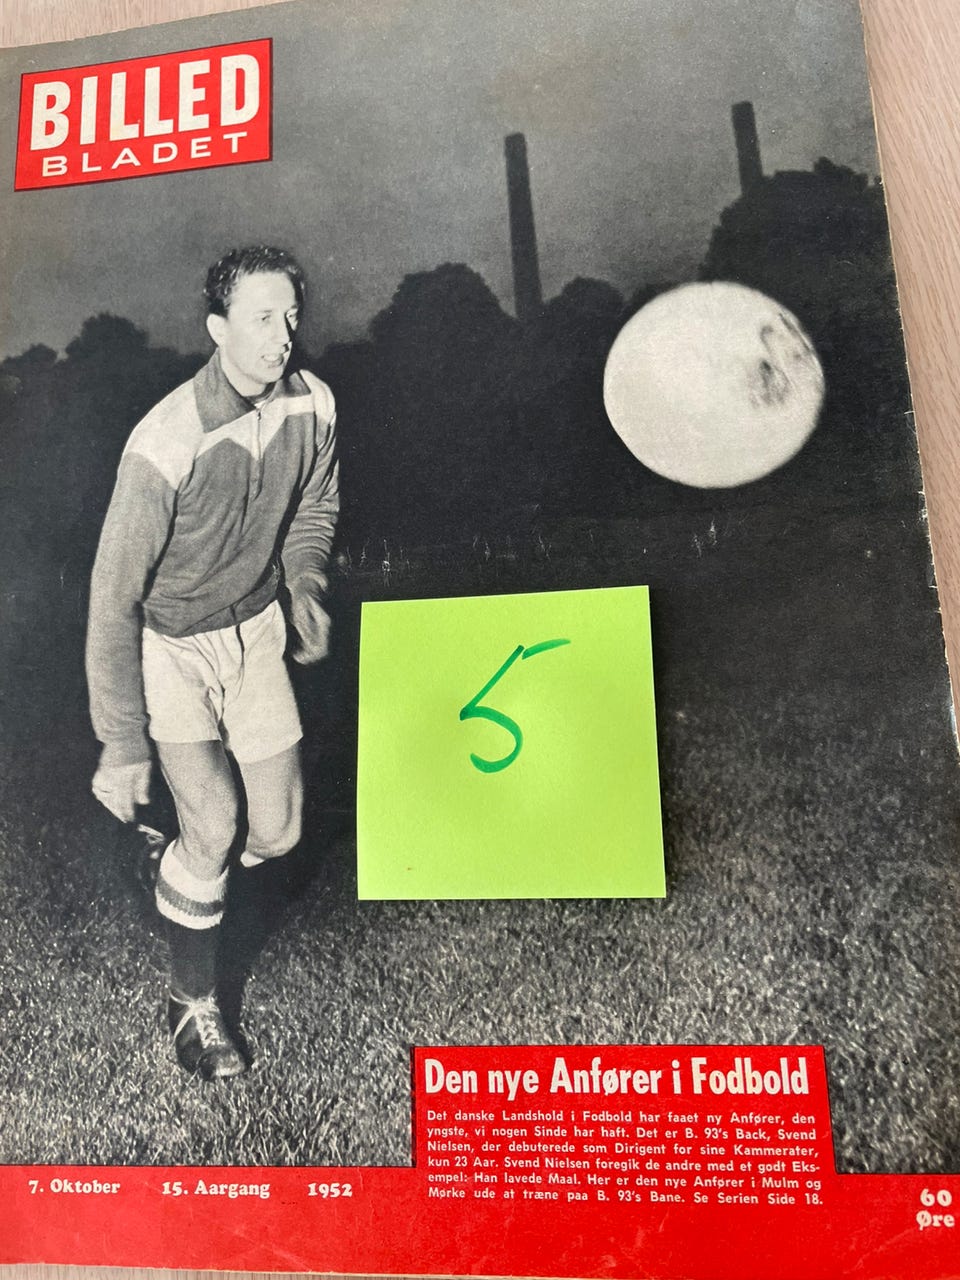 BILLED
BLADET
5
Den nye Anfører i Fodbold
Det danske Landshold i Fodbold har faaet ny Anfører, den
yngste, vi nogen Sinde har haft. Det er B. 93's Back, Svend
Nielsen, der debuterede som Dirigent for sine Kammerater,
kun 23 Aar. Svend Nielsen foregik de andre med et godt Eks-
empel: Han lavede Maal. Her er den nye Anfører i Mulm og
Mørke ude at træne paa B. 93's Bane. Se Serien Side 18.
7. Oktober 15. Aargang 1952
60
Øre